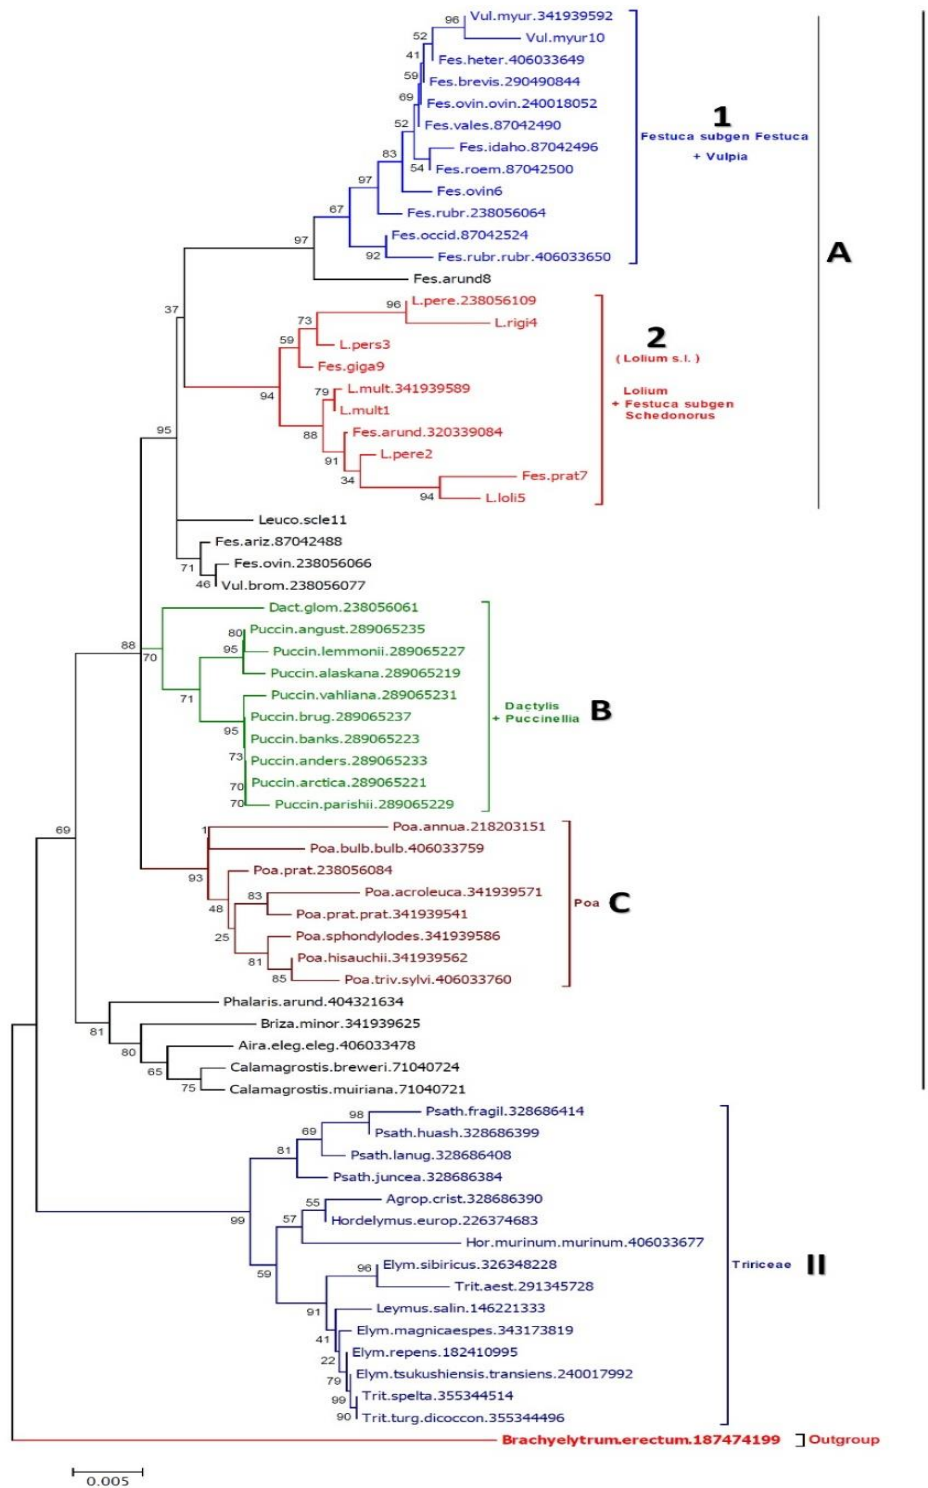 96
Vul.myur.341939592
52
Vul.myur10
41
Fes.heter.406033649
59
Fes.brevis.290490844
69
Fes.ovin.ovin.240018052
52
Fes.vales.87042490
83
Fes.idaho.87042496
54
Fes.roem.87042500
97
Fes.ovin6
67
Fes.rubr.238056064
Fes.occid.87042524
92
Fes.rubr.rubr.406033650
1
Festuca subgen Festuca
+ Vulpia
A
97
Fes.arund8
37
96
L.pere.238056109
73
L.rigi4
59
L.pers3
Fes.giga9
94
79
L.mult.341939589
L.mult1
88
Fes.arund.320339084
91
L.pere2
34
Fes.prat7
94
L.loli5
2
( Lolium s.l. )
Lolium
+ Festuca subgen
Schedonorus
95
Leuco.scle11
Fes.ariz.87042488
71
Fes.ovin.238056066
46
Vul.brom.238056077
88
70
Dact.glom.238056061
80
Puccin.angust.289065235
95
Puccin.lemmonii.289065227
Puccin.alaskana.289065219
71
Puccin.vahliana.289065231
95
Puccin.brug.289065237
Puccin.banks.289065223
73
Puccin.anders.289065233
70
Puccin.arctica.289065221
70
Puccin.parishii.289065229
Dactylis
+ Puccinellia
B
69
1
Poa.annua.218203151
Poa.bulb.bulb.406033759
93
Poa.prat.238056084
48
83
Poa.acroleuca.341939571
Poa.prat.prat.341939541
25
Poa.sphondylodes.341939586
81
Poa.hisauchii.341939562
85
Poa.triv.sylvi.406033760
Poa
C
Phalaris.arund.404321634
81
Briza.minor.341939625
80
Aira.eleg.eleg.406033478
65
Calamagrostis.breweri.71040724
75
Calamagrostis.muiriana.71040721
98
Psath.fragil.328686414
69
Psath.huash.328686399
81
Psath.lanug.328686408
Psath.juncea.328686384
99
55
Agrop.crist.328686390
57
Hordelymus.europ.226374683
Hor.murinum.murinum.406033677
59
96
Elym.sibiricus.326348228
Trit.aest.291345728
91
Leymus.salin.146221333
41
Elym.magnicaespes.343173819
22
Elym.repens.182410995
79
Elym.tsukushiensis.transiens.240017992
99
Trit.spelta.355344514
90
Trit.turg.dicoccon.355344496
Tririceae
II
Brachyelytrum.erectum.187474199
Outgroup
0.005